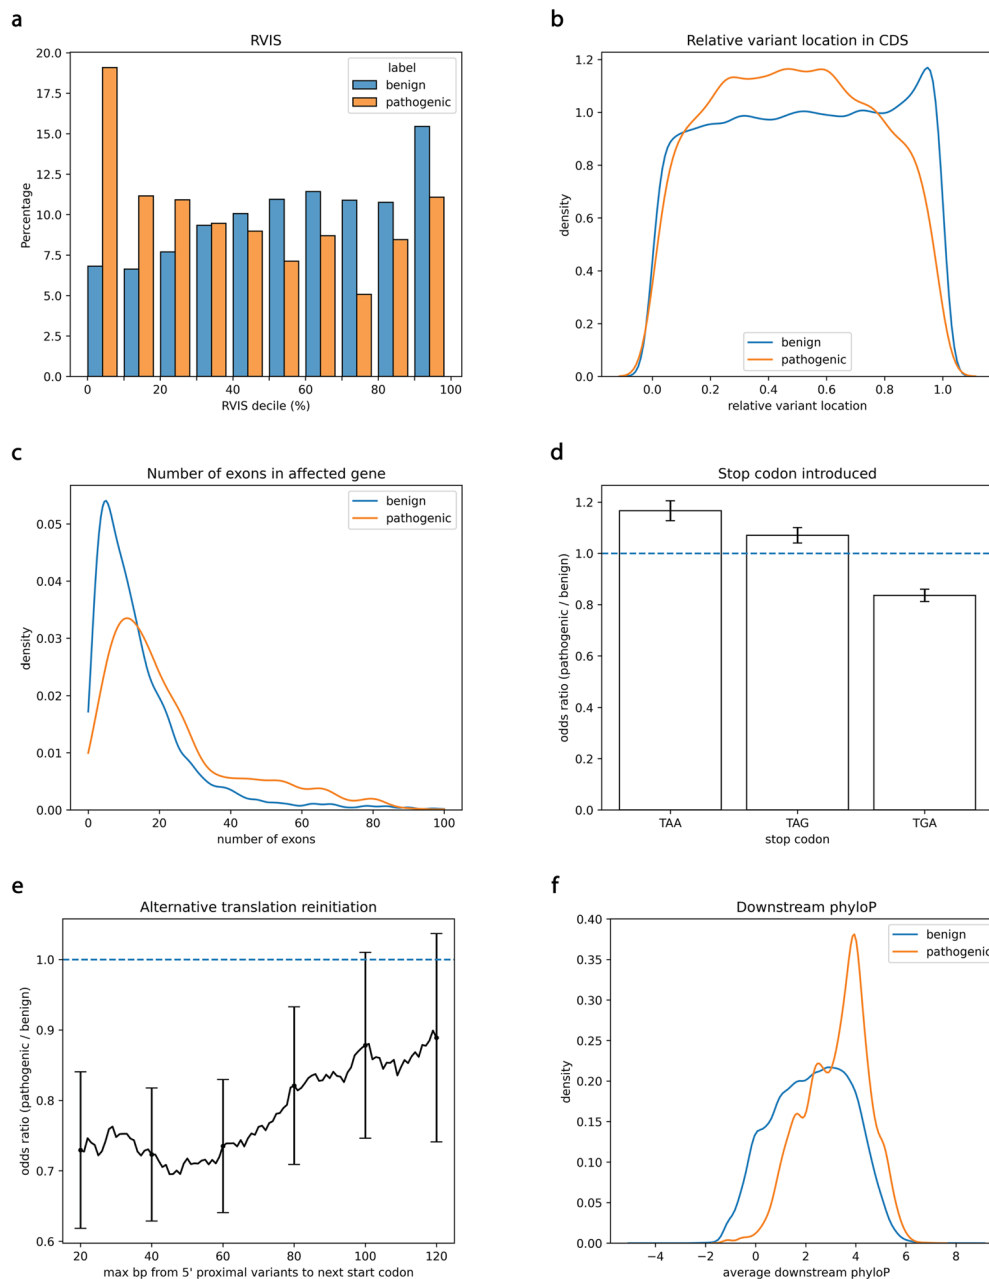 a
RVIS
20.0
17.5
15.0
12.5
10.0
7.5
5.0
2.5
0.0
Percentage
label
benign
pathogenic
0 20 40 60 80 100
RVIS decile (%)
b
Relative variant location in CDS
1.2
1.0
0.8
0.6
0.4
0.2
0.0
density
benign
pathogenic
0.0 0.2 0.4 0.6 0.8 1.0
relative variant location
c
Number of exons in affected gene
0.05
0.04
0.03
0.02
0.01
0.00
density
benign
pathogenic
0 20 40 60 80 100
number of exons
d
Stop codon introduced
1.2
1.0
0.8
0.6
0.4
0.2
0.0
odds ratio (pathogenic / benign)
TAA TAG TGA
stop codon
e
Alternative translation reinitiation
1.0
0.9
0.8
0.7
0.6
odds ratio (pathogenic / benign)
20 40 60 80 100 120
max bp from 5' proximal variants to next start codon
f
Downstream phyloP
0.40
0.35
0.30
0.25
0.20
0.15
0.10
0.05
0.00
density
benign
pathogenic
−4 −2 0 2 4 6 8
average downstream phyloP